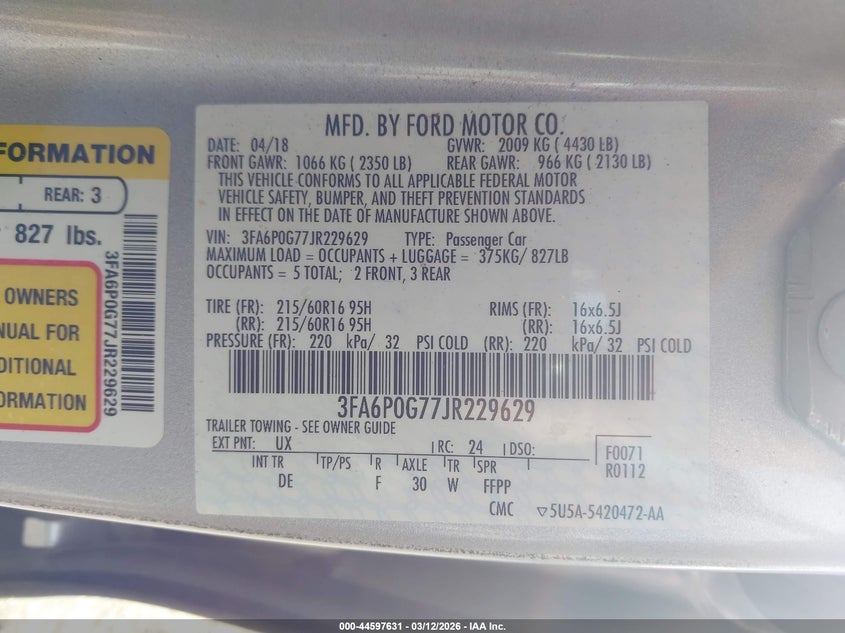 FORMATION
REAR: 3
827 lbs.
OWNERS
NUAL FOR
DITIONAL
ORMATION
3FA6P0G77JR229629
MFD. BY FORD MOTOR CO.
DATE: 04/18 GVWR: 2009 KG ( 4430 LB)
FRONT GAWR: 1066 KG ( 2350 LB) REAR GAWR: 966 KG ( 2130 LB)
THIS VEHICLE CONFORMS TO ALL APPLICABLE FEDERAL MOTOR
VEHICLE SAFETY, BUMPER, AND THEFT PREVENTION STANDARDS
IN EFFECT ON THE DATE OF MANUFACTURE SHOWN ABOVE.
VIN: 3FA6P0G77JR229629 TYPE: Passenger Car
MAXIMUM LOAD = OCCUPANTS + LUGGAGE = 375KG/ 827LB
OCCUPANTS = 5 TOTAL; 2 FRONT, 3 REAR
TIRE (FR): 215/60R16 95H RIMS (FR): 16x6.5J
(RR): 215/60R16 95H (RR): 16x6.5J
PRESSURE (FR): 220 kPa/ 32 PSI COLD (RR): 220 kPa/ 32 PSI COLD
3FA6P0G77JR229629
TRAILER TOWING - SEE OWNER GUIDE
EXT PNT: UX RC: 24 DSO: F0071
INT TR TP/PS R AXLE TR SPR R0112
DE F 30 W FFPP
CMC ▽5U5A-5420472-AA
000-44597631 - 03/12/2026 - IAA Inc.